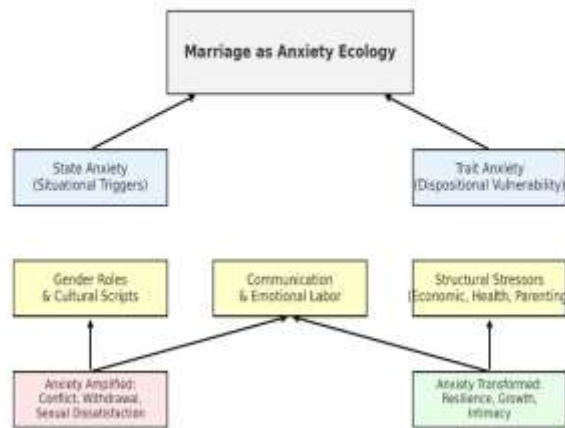 Marriage as Anxiety Ecology
State Anxiety
(Situational Triggers)
Trait Anxiety
(Dispositional Vulnerability)
Gender Roles
& Cultural Scripts
Communication
& Emotional Labor
Structural Stressors
(Economic, Health, Parenting
Anxiety Amplified:
Conflict, Withdrawal,
Sexual Dissatisfaction
Anxiety Transformed:
Resilience, Growth,
Intimacy